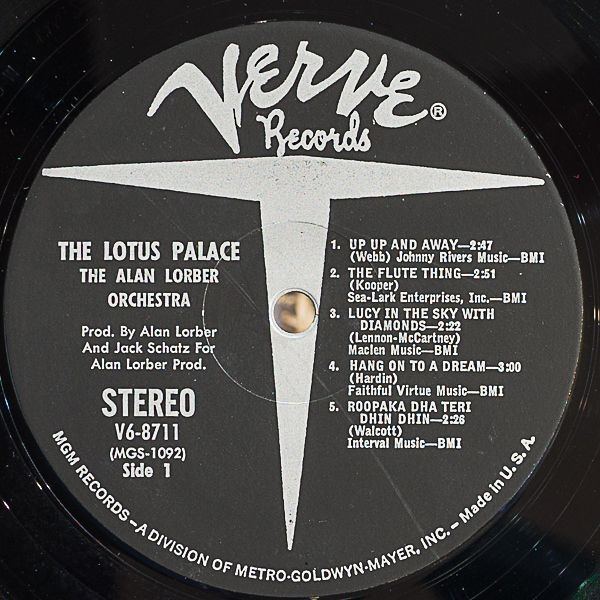 VERVE ®
Records
THE LOTUS PALACE
THE ALAN LORBER
ORCHESTRA
Prod. By Alan Lorber
And Jack Schatz For
Alan Lorber Prod.
STEREO
V6-8711
(MGS-1092)
Side 1
1. UP UP AND AWAY—2:47
(Webb) Johnny Rivers Music—BMI
2. THE FLUTE THING—2:51
(Kooper)
Sea-Lark Enterprises, Inc.—BMI
3. LUCY IN THE SKY WITH
DIAMONDS—2:22
(Lennon-McCartney)
Maclen Music—BMI
4. HANG ON TO A DREAM—3:00
(Hardin)
Faithful Virtue Music—BMI
5. ROOPAKA DHA TERI
DHIN DHIN—2:26
(Walcott)
Interval Music—BMI
MGM RECORDS – A DIVISION OF METRO-GOLDWYN-MAYER, INC. – Made in U.S.A.